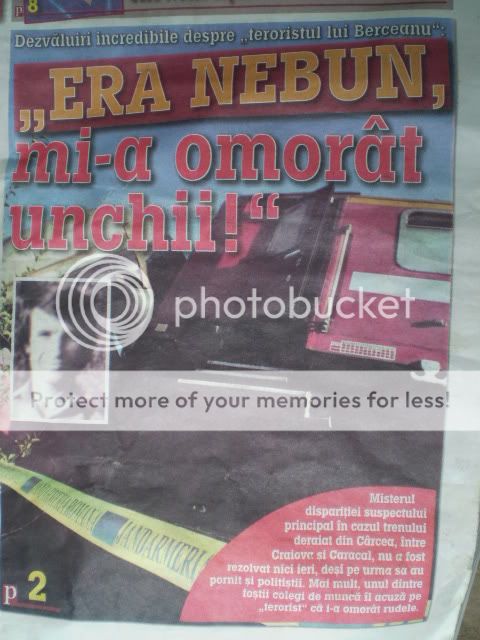 8
Dezvăluiri incredibile despre „teroristul lui Berceanu“:
„ERA NEBUN,
mi-a omorât
unchii!“
photobucket
Protect more of your memories for less!
JANDARMERI
Misterul
dispariției suspectului
principal în cazul trenului
deraiat din Cârcea, între
Craiova si Caracal, nu a fost
rezolvat nici ieri, deși pe urma sa au
pornit si polițiștii. Mai mult, unul dintre
foștii colegi de muncă îl acuză pe
„terorist“ că i-a omorât rudele.
p 2